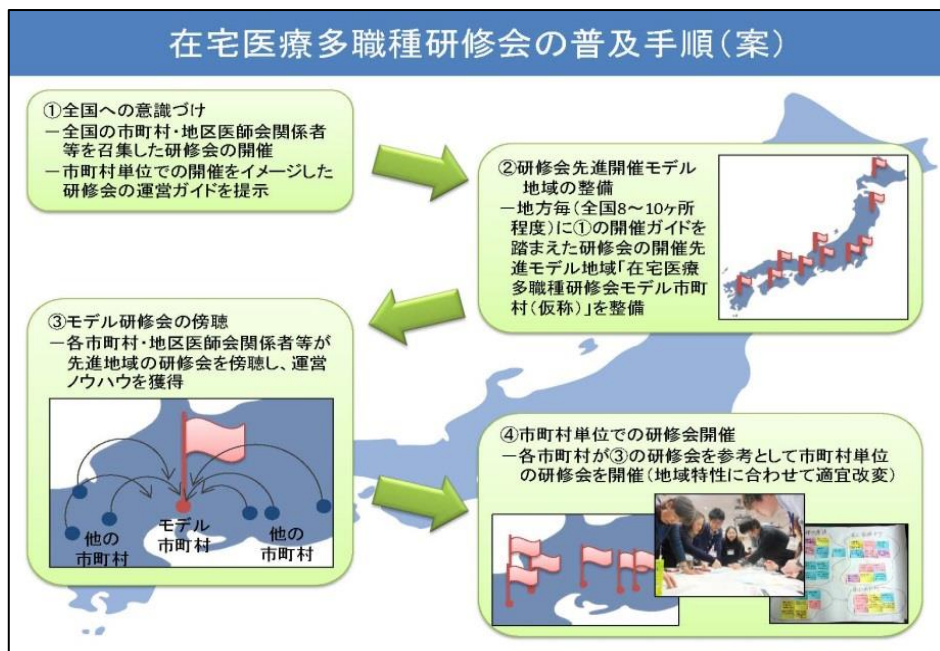 在宅医療多職種研修会の普及手順(案)
①全国への意識づけ
－全国の市町村・地区医師会関係者
等を召集した研修会の開催
－市町村単位での開催をイメージした
研修会の運営ガイドを提示
②研修会先進開催モデル
地域の整備
－地方毎(全国8～10ヶ所
程度)に①の開催ガイドを
踏まえた研修会の開催先
進モデル地域「在宅医療
多職種研修会モデル市町
村(仮称)」を整備
③モデル研修会の傍聴
－各市町村・地区医師会関係者等が
先進地域の研修会を傍聴し、運営
ノウハウを獲得
他の
市町村
モデル
市町村
他の
市町村
④市町村単位での研修会開催
－各市町村が③の研修会を参考として市町村単位
の研修会を開催(地域特性に合わせて適宜改変)